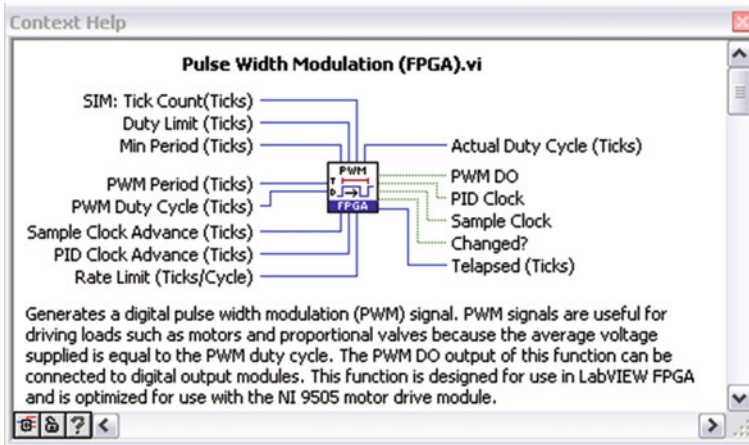 Context Help
Pulse Width Modulation (FPGA).vi
SIM: Tick Count(Ticks)
Duty Limit (Ticks)
Min Period (Ticks)
PWM Period (Ticks)
PWM Duty Cycle (Ticks)
Sample Clock Advance (Ticks)
PID Clock Advance (Ticks)
Rate Limit (Ticks/Cycle)
PWM
T
D
FPGA
Actual Duty Cycle (Ticks)
PWM DO
PID Clock
Sample Clock
Changed?
Telapsed (Ticks)
Generates a digital pulse width modulation (PWM) signal. PWM signals are useful for
driving loads such as motors and proportional valves because the average voltage
supplied is equal to the PWM duty cycle. The PWM DO output of this function can be
connected to digital output modules. This function is designed for use in LabVIEW FPGA
and is optimized for use with the NI 9505 motor drive module.
?